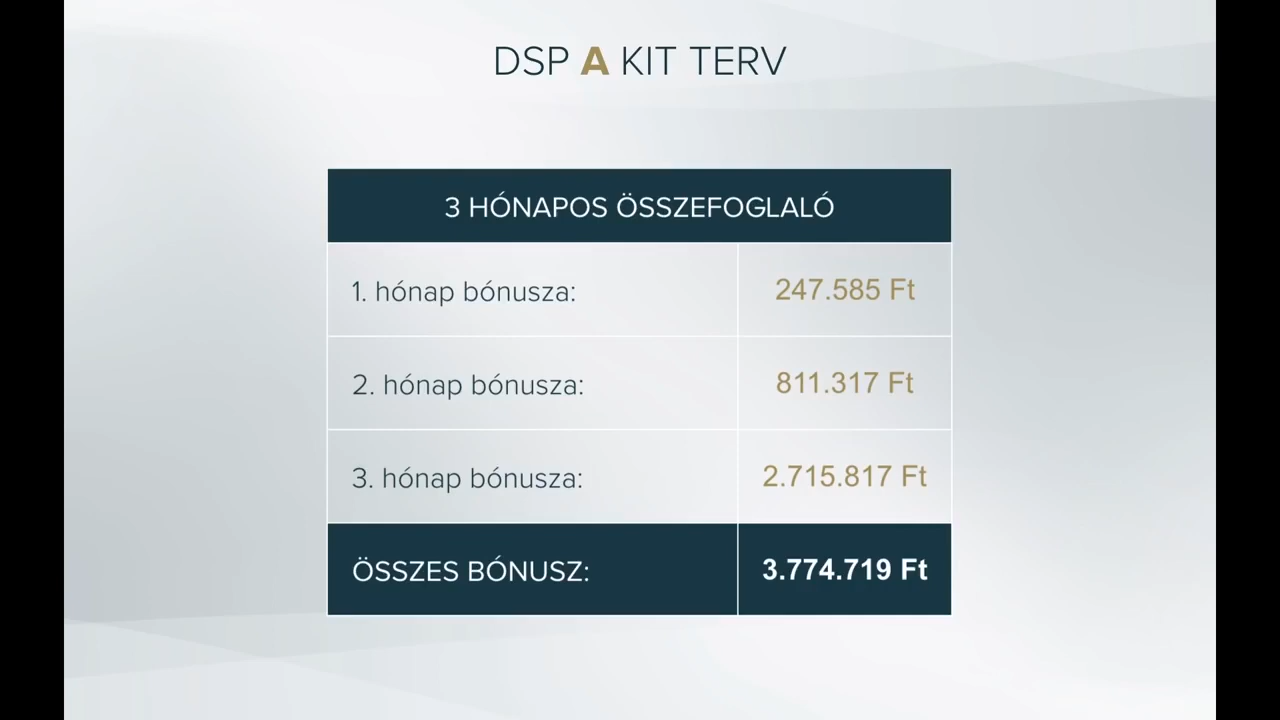 DSP A KIT TERV
3 HÓNAPOS ÖSSZEFOGLALÓ
1. hónap bónusza: 247.585 Ft
2. hónap bónusza: 811.317 Ft
3. hónap bónusza: 2.715.817 Ft
ÖSSZES BÓNUSZ: 3.774.719 Ft